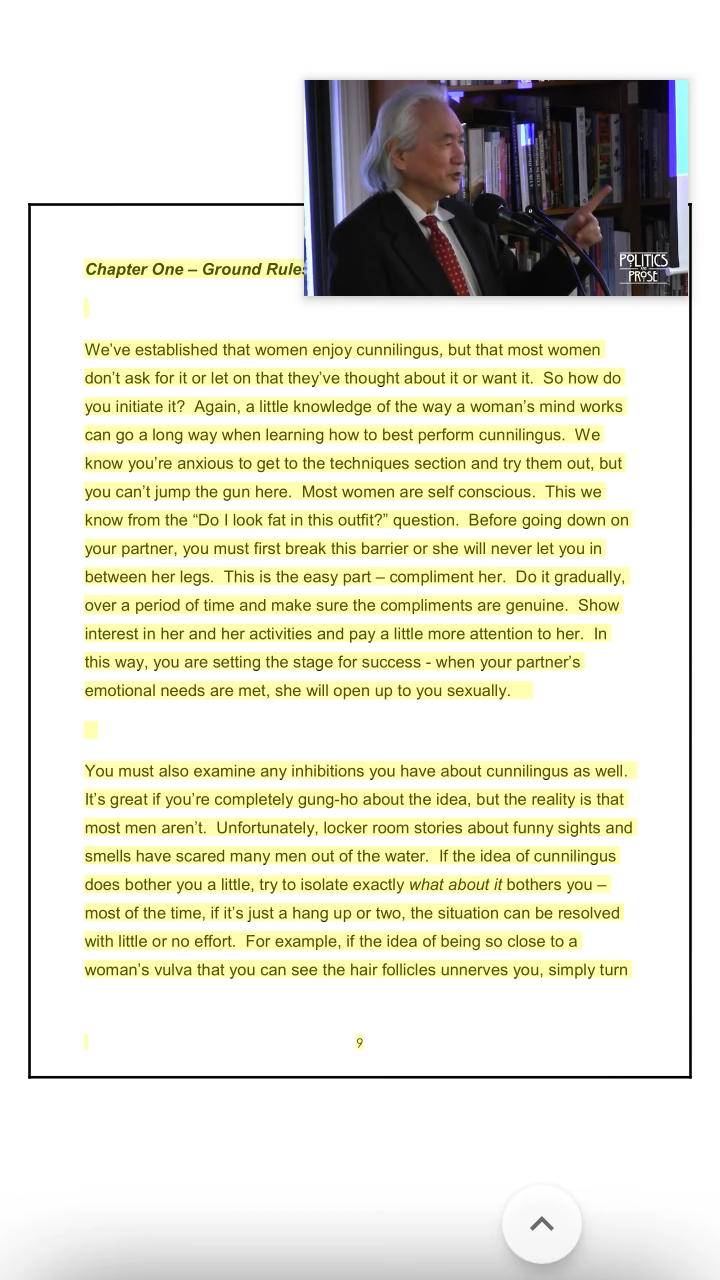 POLITICS
PROSE
Chapter One – Ground Rules
We’ve established that women enjoy cunnilingus, but that most women
don’t ask for it or let on that they’ve thought about it or want it.  So how do
you initiate it?  Again, a little knowledge of the way a woman’s mind works
can go a long way when learning how to best perform cunnilingus.  We
know you’re anxious to get to the techniques section and try them out, but
you can’t jump the gun here.  Most women are self conscious.  This we
know from the “Do I look fat in this outfit?” question.  Before going down on
your partner, you must first break this barrier or she will never let you in
between her legs.  This is the easy part – compliment her.  Do it gradually,
over a period of time and make sure the compliments are genuine.  Show
interest in her and her activities and pay a little more attention to her.  In
this way, you are setting the stage for success - when your partner’s
emotional needs are met, she will open up to you sexually.
You must also examine any inhibitions you have about cunnilingus as well.
It’s great if you’re completely gung-ho about the idea, but the reality is that
most men aren’t.  Unfortunately, locker room stories about funny sights and
smells have scared many men out of the water.  If the idea of cunnilingus
does bother you a little, try to isolate exactly what about it bothers you –
most of the time, if it’s just a hang up or two, the situation can be resolved
with little or no effort.  For example, if the idea of being so close to a
woman’s vulva that you can see the hair follicles unnerves you, simply turn
9